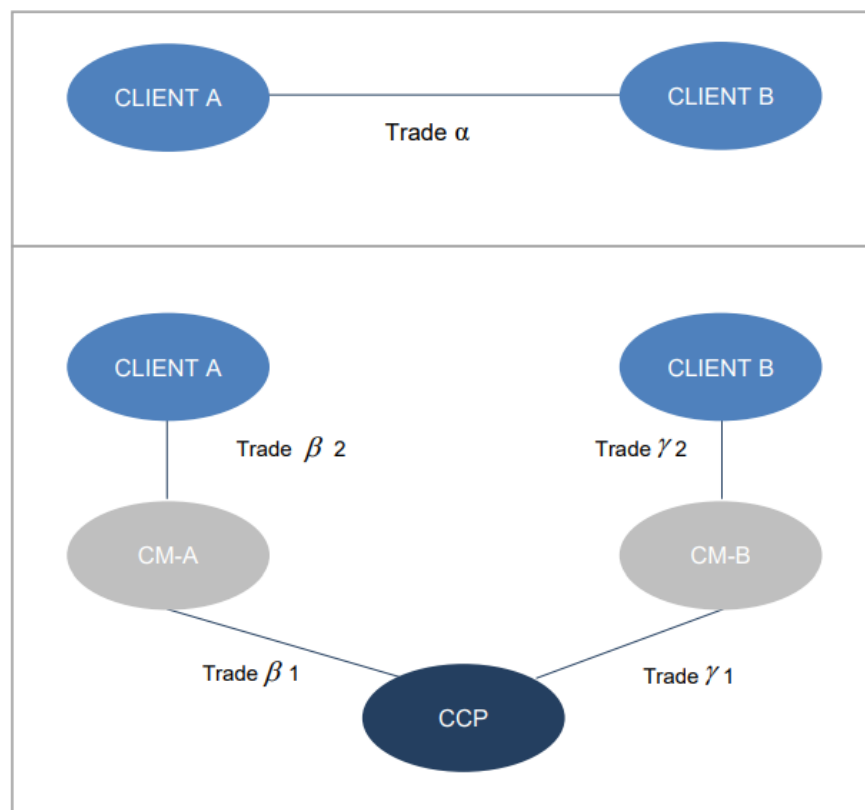 CLIENT A
CLIENT B
Trade α
CLIENT A
CLIENT B
Trade β 2
Trade γ 2
CM-A
CM-B
Trade β 1
Trade γ 1
CCP